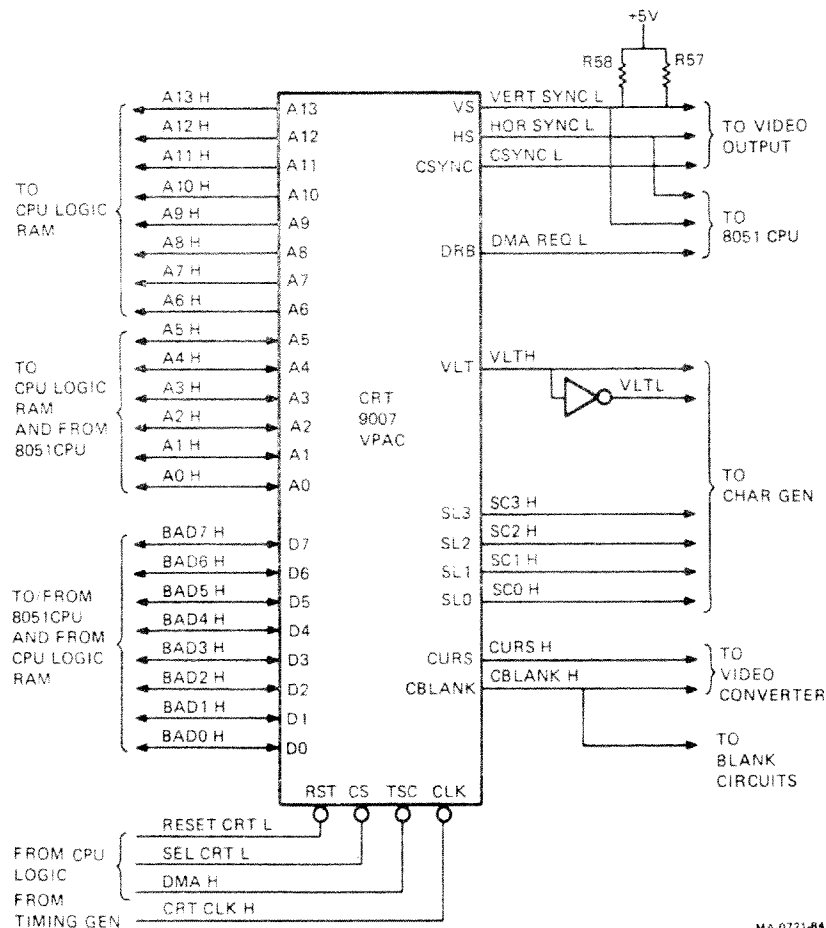 +5V
R58 R57
A13 H A13 VS VERT SYNC L
A12 H A12 HS HOR SYNC L
A11 H A11 CSYNC CSYNC L
TO VIDEO
OUTPUT
A10 H A10
A9 H A9
A8 H A8 DRB DMA REQ L
A7 H A7
A6 H A6
TO
CPU LOGIC
RAM
TO
8051 CPU
A5 H A5
A4 H A4 VLT VLTH
A3 H A3 VLTL
A2 H A2
A1 H A1
A0 H A0
TO
CPU LOGIC
RAM
AND FROM
8051CPU
CRT
9007
VPAC
TO
CHAR GEN
SL3 SC3 H
BAD7 H D7 SL2 SC2 H
BAD6 H D6 SL1 SC1 H
BAD5 H D5 SL0 SC0 H
BAD4 H D4
BAD3 H D3 CURS CURS H
BAD2 H D2 CBLANK CBLANK H
BAD1 H D1
BAD0 H D0
TO/FROM
8051CPU
AND FROM
CPU LOGIC
RAM
TO
VIDEO
CONVERTER
TO
BLANK
CIRCUITS
RST CS TSC CLK
RESET CRT L
SEL CRT L
DMA H
FROM CPU
LOGIC
FROM
TIMING GEN
CRT CLK H
MA 0721-84